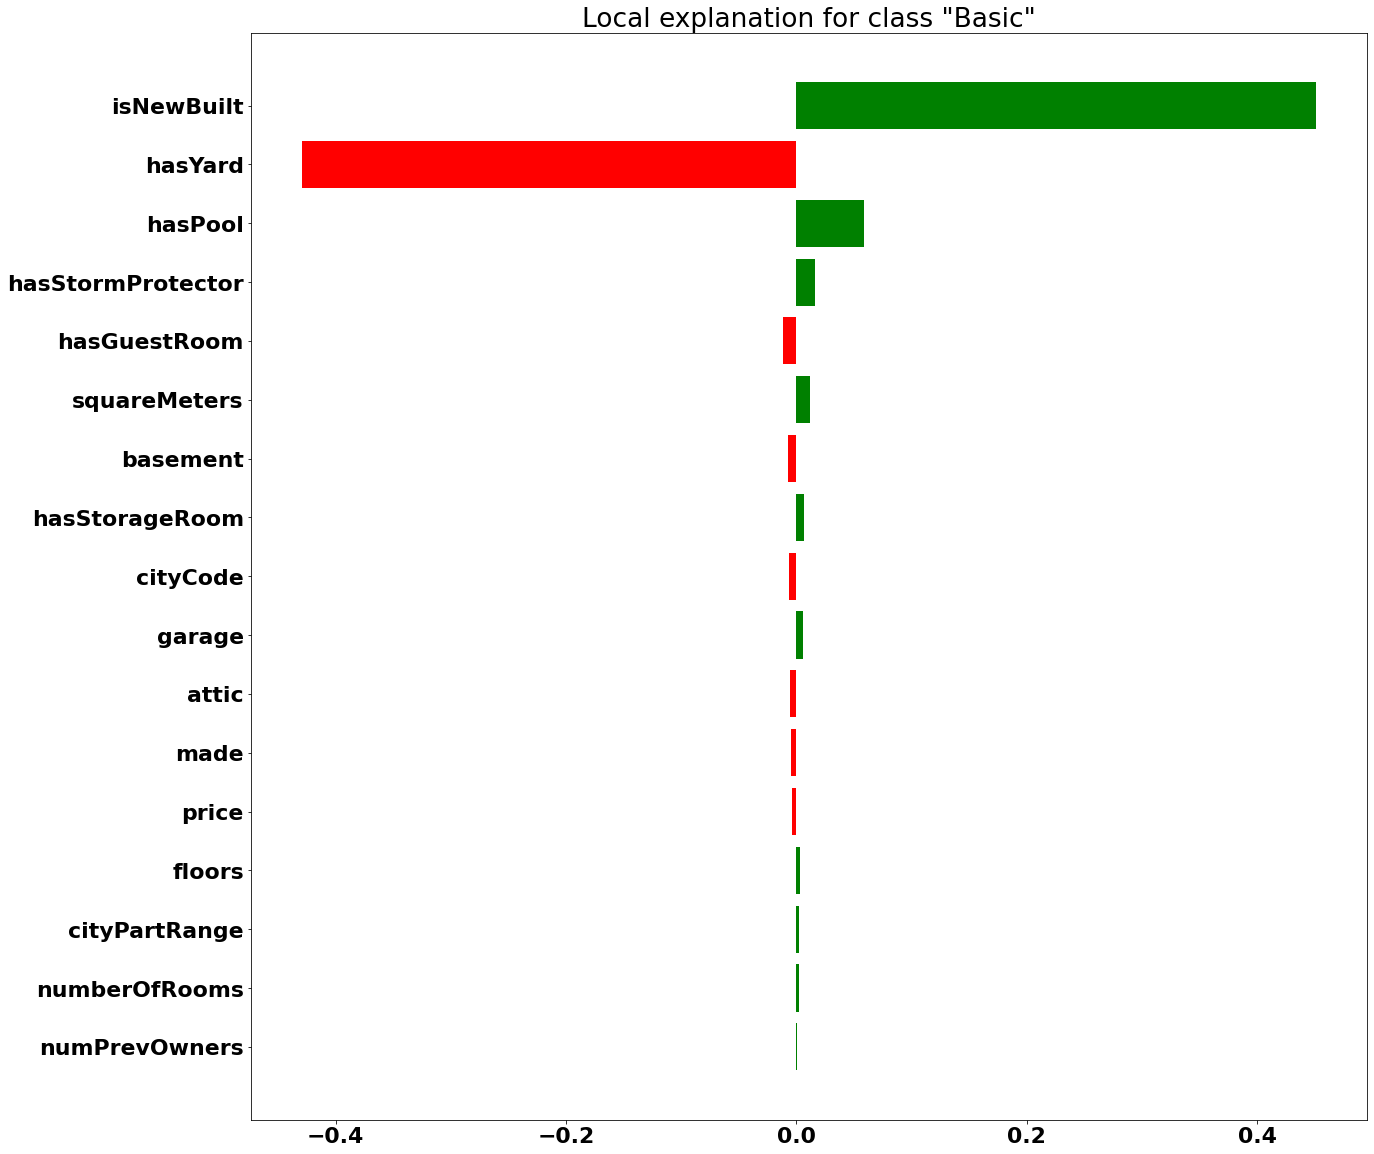 Local explanation for class "Basic"
isNewBuilt
hasYard
hasPool
hasStormProtector
hasGuestRoom
squareMeters
basement
hasStorageRoom
cityCode
garage
attic
made
price
floors
cityPartRange
numberOfRooms
numPrevOwners
−0.4 −0.2 0.0 0.2 0.4